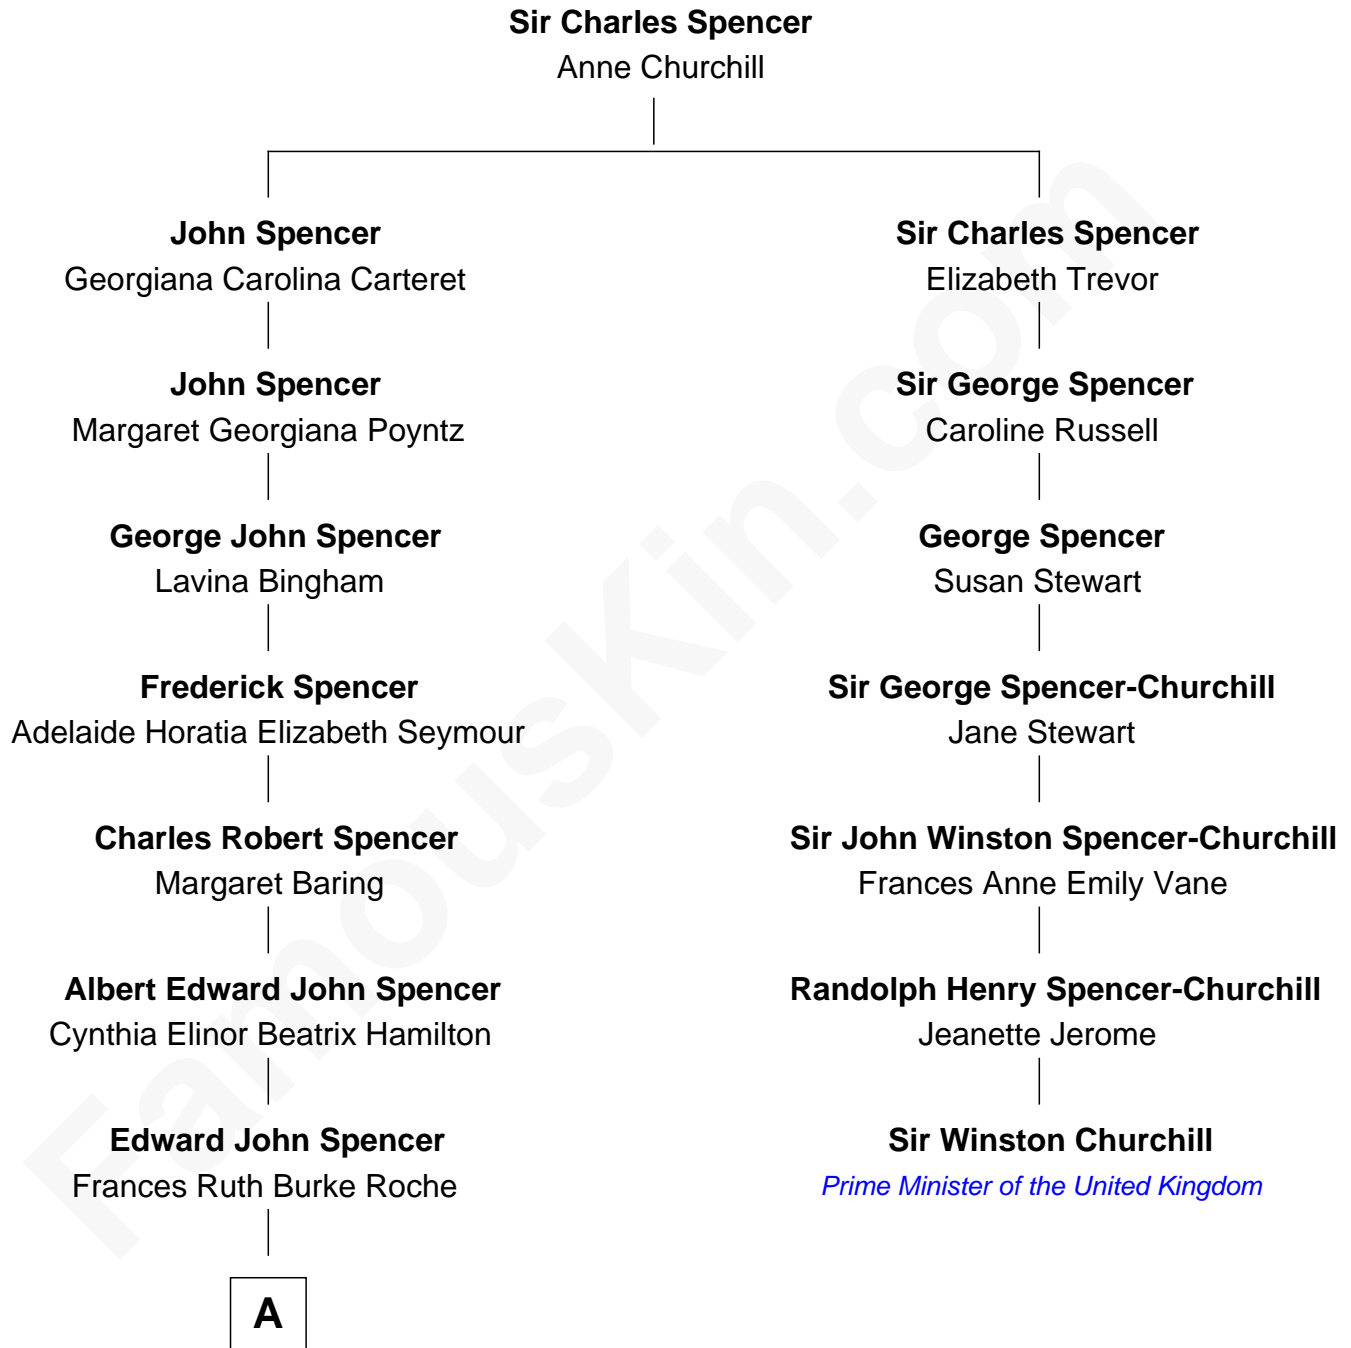 Sir Charles Spencer
Anne Churchill
John Spencer
Georgiana Carolina Carteret
Sir Charles Spencer
Elizabeth Trevor
John Spencer
Margaret Georgiana Poyntz
Sir George Spencer
Caroline Russell
George John Spencer
Lavina Bingham
George Spencer
Susan Stewart
Frederick Spencer
Adelaide Horatia Elizabeth Seymour
Sir George Spencer-Churchill
Jane Stewart
Charles Robert Spencer
Margaret Baring
Sir John Winston Spencer-Churchill
Frances Anne Emily Vane
Albert Edward John Spencer
Cynthia Elinor Beatrix Hamilton
Randolph Henry Spencer-Churchill
Jeanette Jerome
Edward John Spencer
Frances Ruth Burke Roche
Sir Winston Churchill
Prime Minister of the United Kingdom
A
FamousKin.com